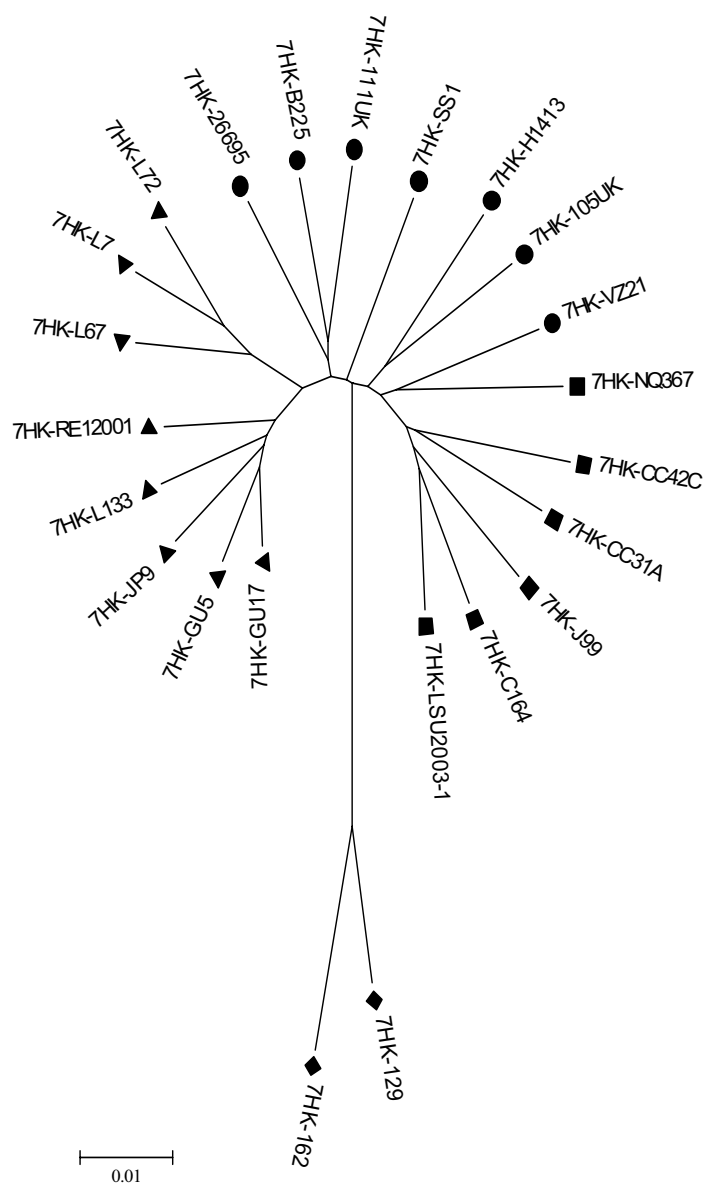 7HK-111UK
7HK-B225
7HK-26695
7HK-SS1
7HK-H1413
7HK-L72
7HK-105UK
7HK-L7
7HK-VZ21
7HK-L67
7HK-NQ367
7HK-RE12001
7HK-CC42C
7HK-L133
7HK-CC31A
7HK-JP9
7HK-J99
7HK-GU5
7HK-GU17
7HK-C164
7HK-LSU2003-1
7HK-129
7HK-162
0.01